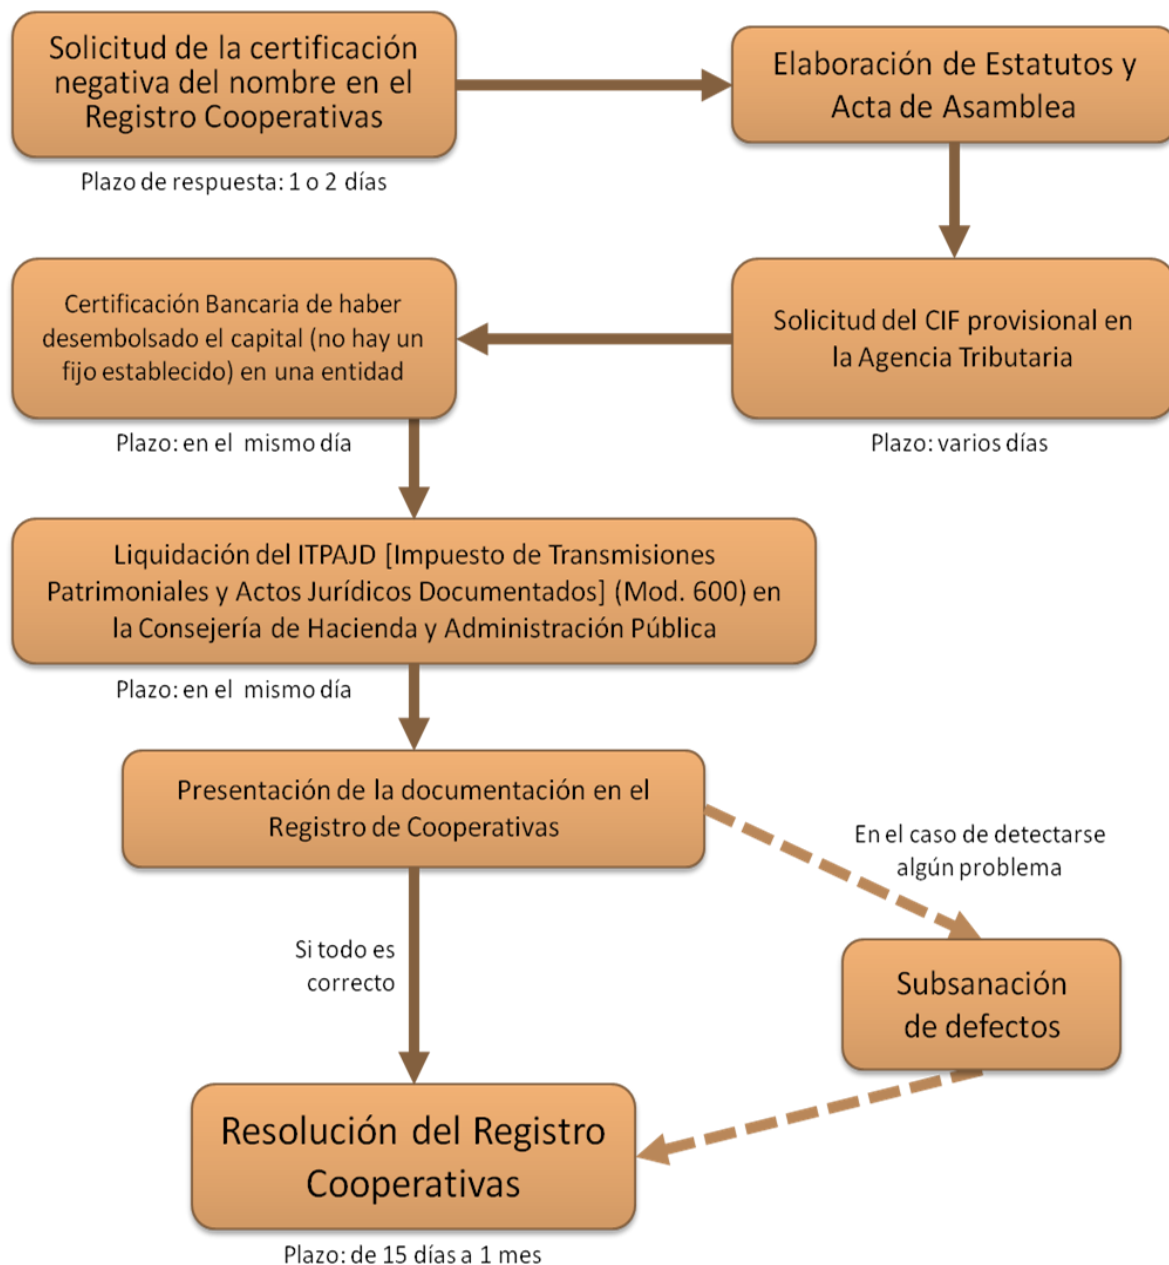 Solicitud de la certificación
negativa del nombre en el
Registro Cooperativas
Plazo de respuesta: 1 o 2 días
Elaboración de Estatutos y
Acta de Asamblea
Solicitud del CIF provisional en
la Agencia Tributaria
Plazo: varios días
Certificación Bancaria de haber
desembolsado el capital (no hay un
fijo establecido) en una entidad
Plazo: en el mismo día
Liquidación del ITPAJD [Impuesto de Transmisiones
Patrimoniales y Actos Jurídicos Documentados] (Mod. 600) en
la Consejería de Hacienda y Administración Pública
Plazo: en el mismo día
Presentación de la documentación en el
Registro de Cooperativas
En el caso de detectarse
algún problema
Si todo es
correcto
Subsanación
de defectos
Resolución del Registro
Cooperativas
Plazo: de 15 días a 1 mes